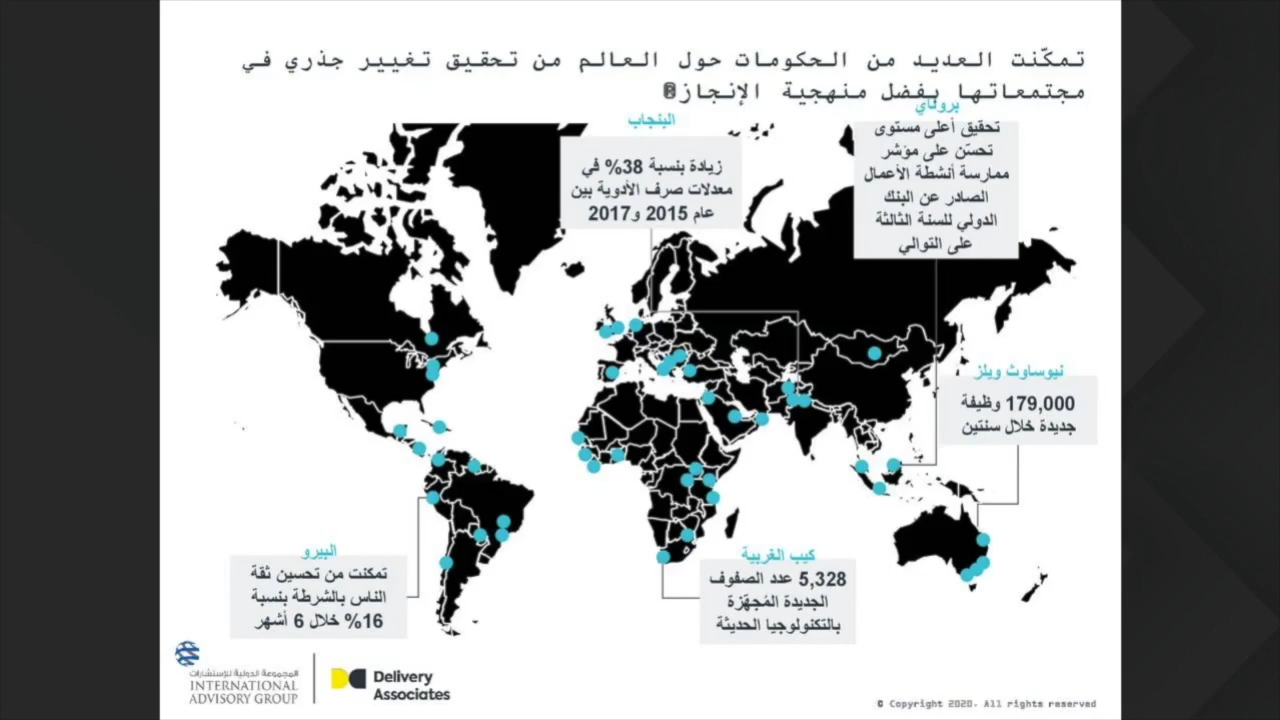 تمكّنت العديد من الحكومات حول العالم من تحقيق تغيير جذري في
مجتمعاتها بفضل منهجية الإنجاز®
بروناي
تحقيق أعلى مستوى
تحسّن على مؤشر
ممارسة أنشطة الأعمال
الصادر عن البنك
الدولي للسنة الثالثة
على التوالي
البنجاب
زيادة بنسبة 38% في
معدلات صرف الأدوية بين
عام 2015 و2017
نيوساوث ويلز
179,000 وظيفة
جديدة خلال سنتين
كيب الغربية
5,328 عدد الصفوف
الجديدة المُجهّزة
بالتكنولوجيا الحديثة
البيرو
تمكنت من تحسين ثقة
الناس بالشرطة بنسبة
16% خلال 6 أشهر
المجموعة الدولية للإستشارات
INTERNATIONAL
ADVISORY GROUP
Delivery
Associates
© Copyright 2020. All rights reserved